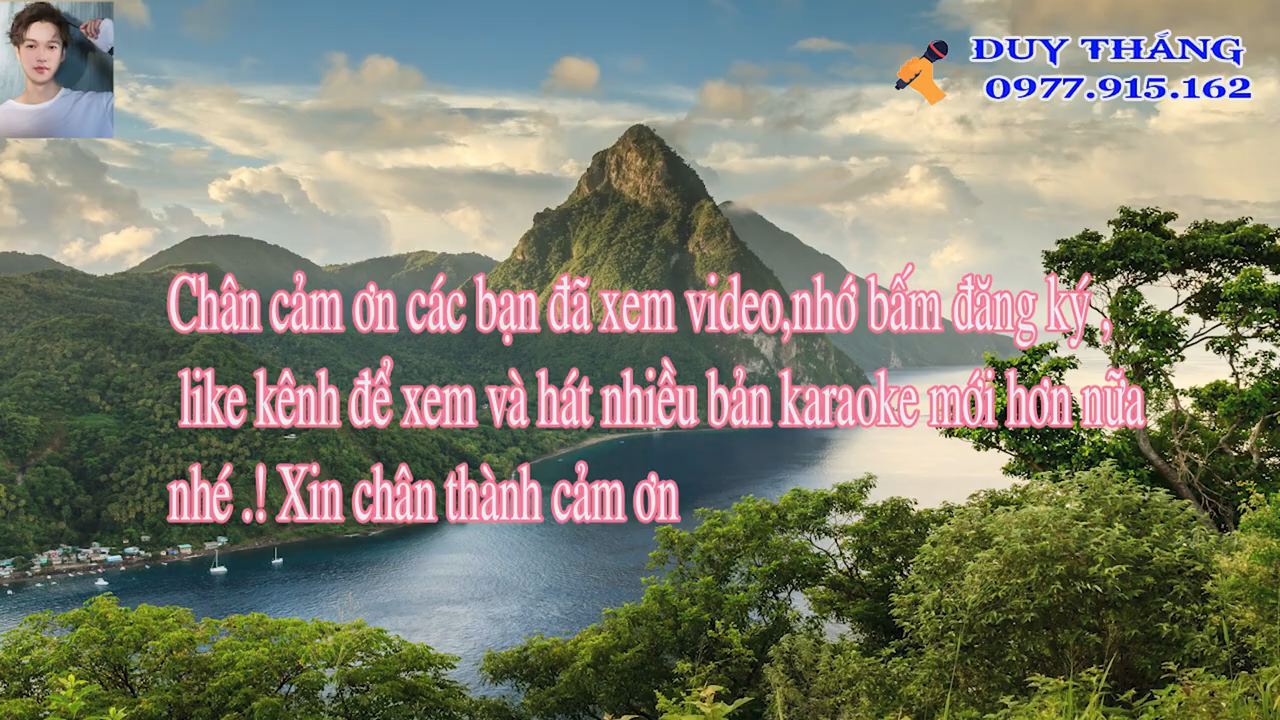 DUY THẮNG
0977.915.162
Chân cảm ơn các bạn đã xem video,nhớ bấm đăng ký ,
like kênh để xem và hát nhiều bản karaoke mới hơn nữa
nhé .! Xin chân thành cảm ơn